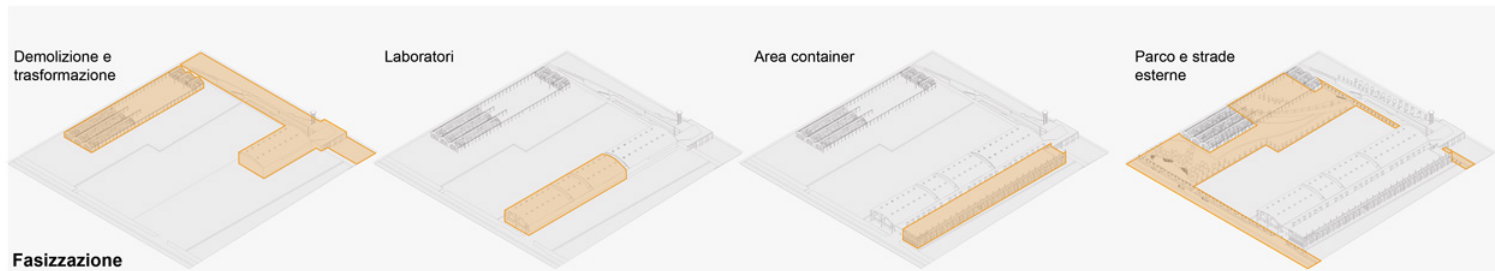 Demolizione e
trasformazione
Laboratori
Area container
Parco e strade
esterne
Fasizzazione